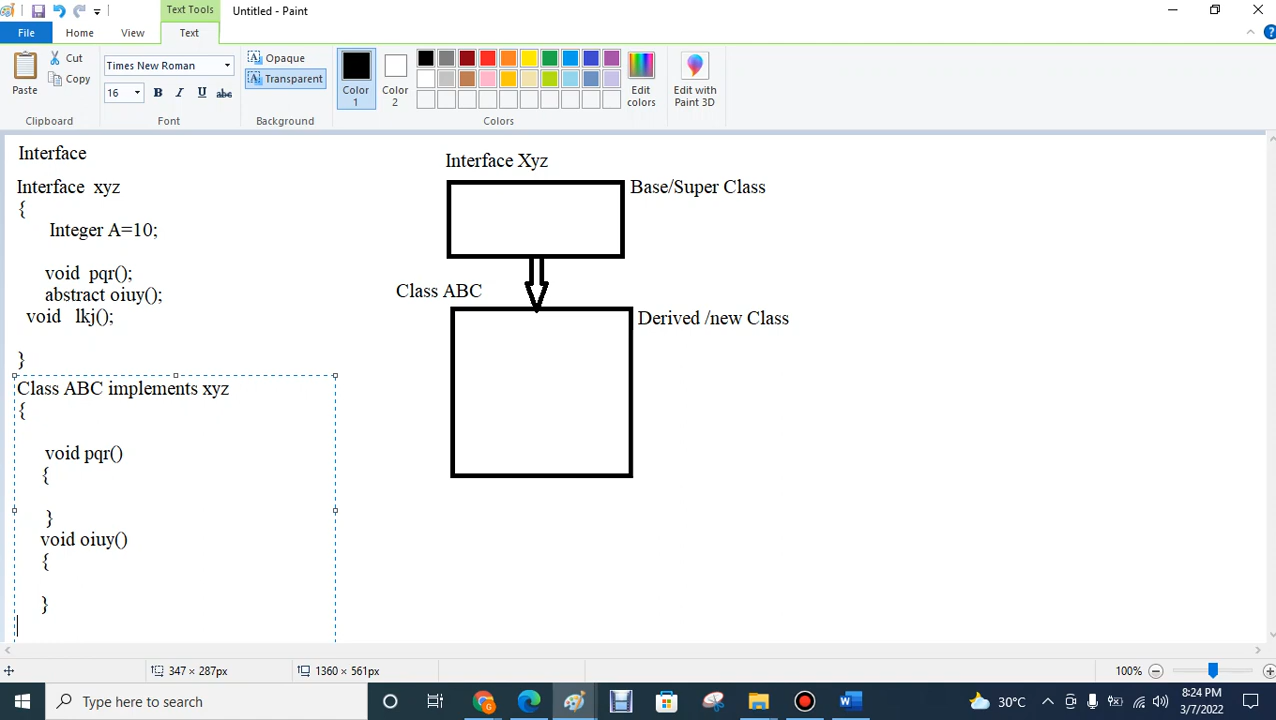 Text Tools
Untitled - Paint
File
Home
View
Text
Paste
Cut
Copy
Clipboard
Times New Roman
16
B I U abc
Font
Opaque
Transparent
Background
Color 1
Color 2
Edit colors
Colors
Edit with Paint 3D
Interface
Interface xyz
{
Integer A=10;
void pqr();
abstract oiuy();
void lkj();
}
Class ABC implements xyz
{
void pqr()
{
}
void oiuy()
{
}
Interface Xyz
Base/Super Class
Class ABC
Derived /new Class
347 × 287px
1360 × 561px
100%
Type here to search
30°C
8:24 PM
3/7/2022